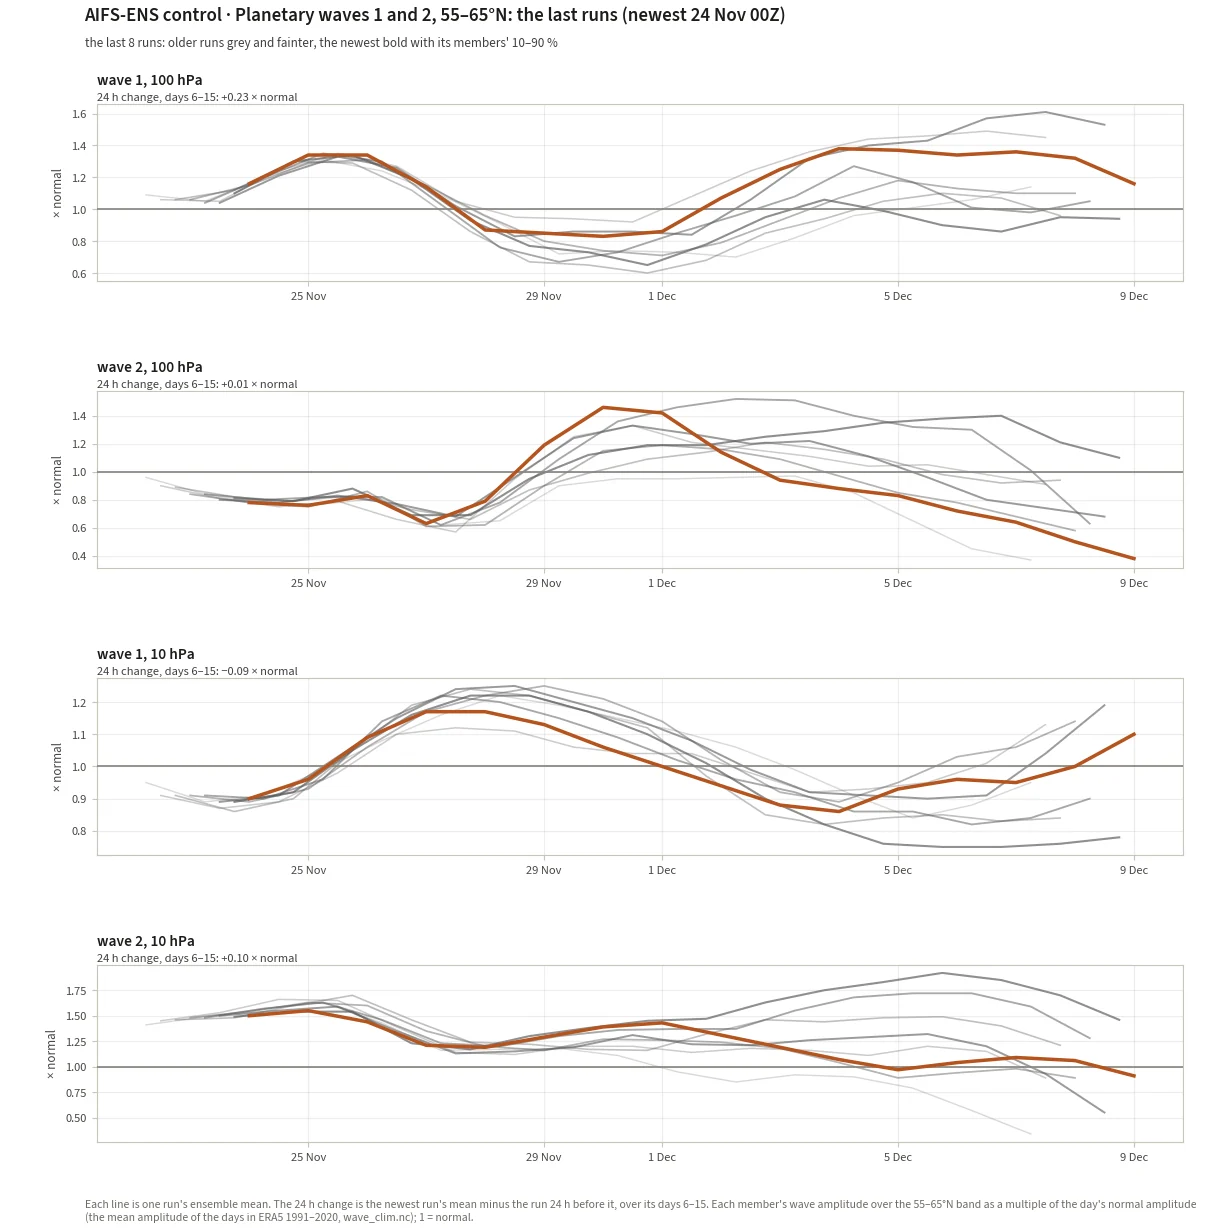 AIFS-ENS control · Planetary waves 1 and 2, 55–65°N: the last runs (newest 24 Nov 00Z)
the last 8 runs: older runs grey and fainter, the newest bold with its members' 10–90 %
wave 1, 100 hPa
24 h change, days 6–15: +0.23 × normal
1.6
1.4
1.2
1.0
0.8
0.6
× normal
25 Nov
29 Nov
1 Dec
5 Dec
9 Dec
wave 2, 100 hPa
24 h change, days 6–15: +0.01 × normal
1.4
1.2
1.0
0.8
0.6
0.4
× normal
25 Nov
29 Nov
1 Dec
5 Dec
9 Dec
wave 1, 10 hPa
24 h change, days 6–15: −0.09 × normal
1.2
1.1
1.0
0.9
0.8
× normal
25 Nov
29 Nov
1 Dec
5 Dec
9 Dec
wave 2, 10 hPa
24 h change, days 6–15: +0.10 × normal
1.75
1.50
1.25
1.00
0.75
0.50
× normal
25 Nov
29 Nov
1 Dec
5 Dec
9 Dec
Each line is one run's ensemble mean. The 24 h change is the newest run's mean minus the run 24 h before it, over its days 6–15. Each member's wave amplitude over the 55–65°N band as a multiple of the day's normal amplitude
(the mean amplitude of the days in ERA5 1991–2020, wave_clim.nc); 1 = normal.